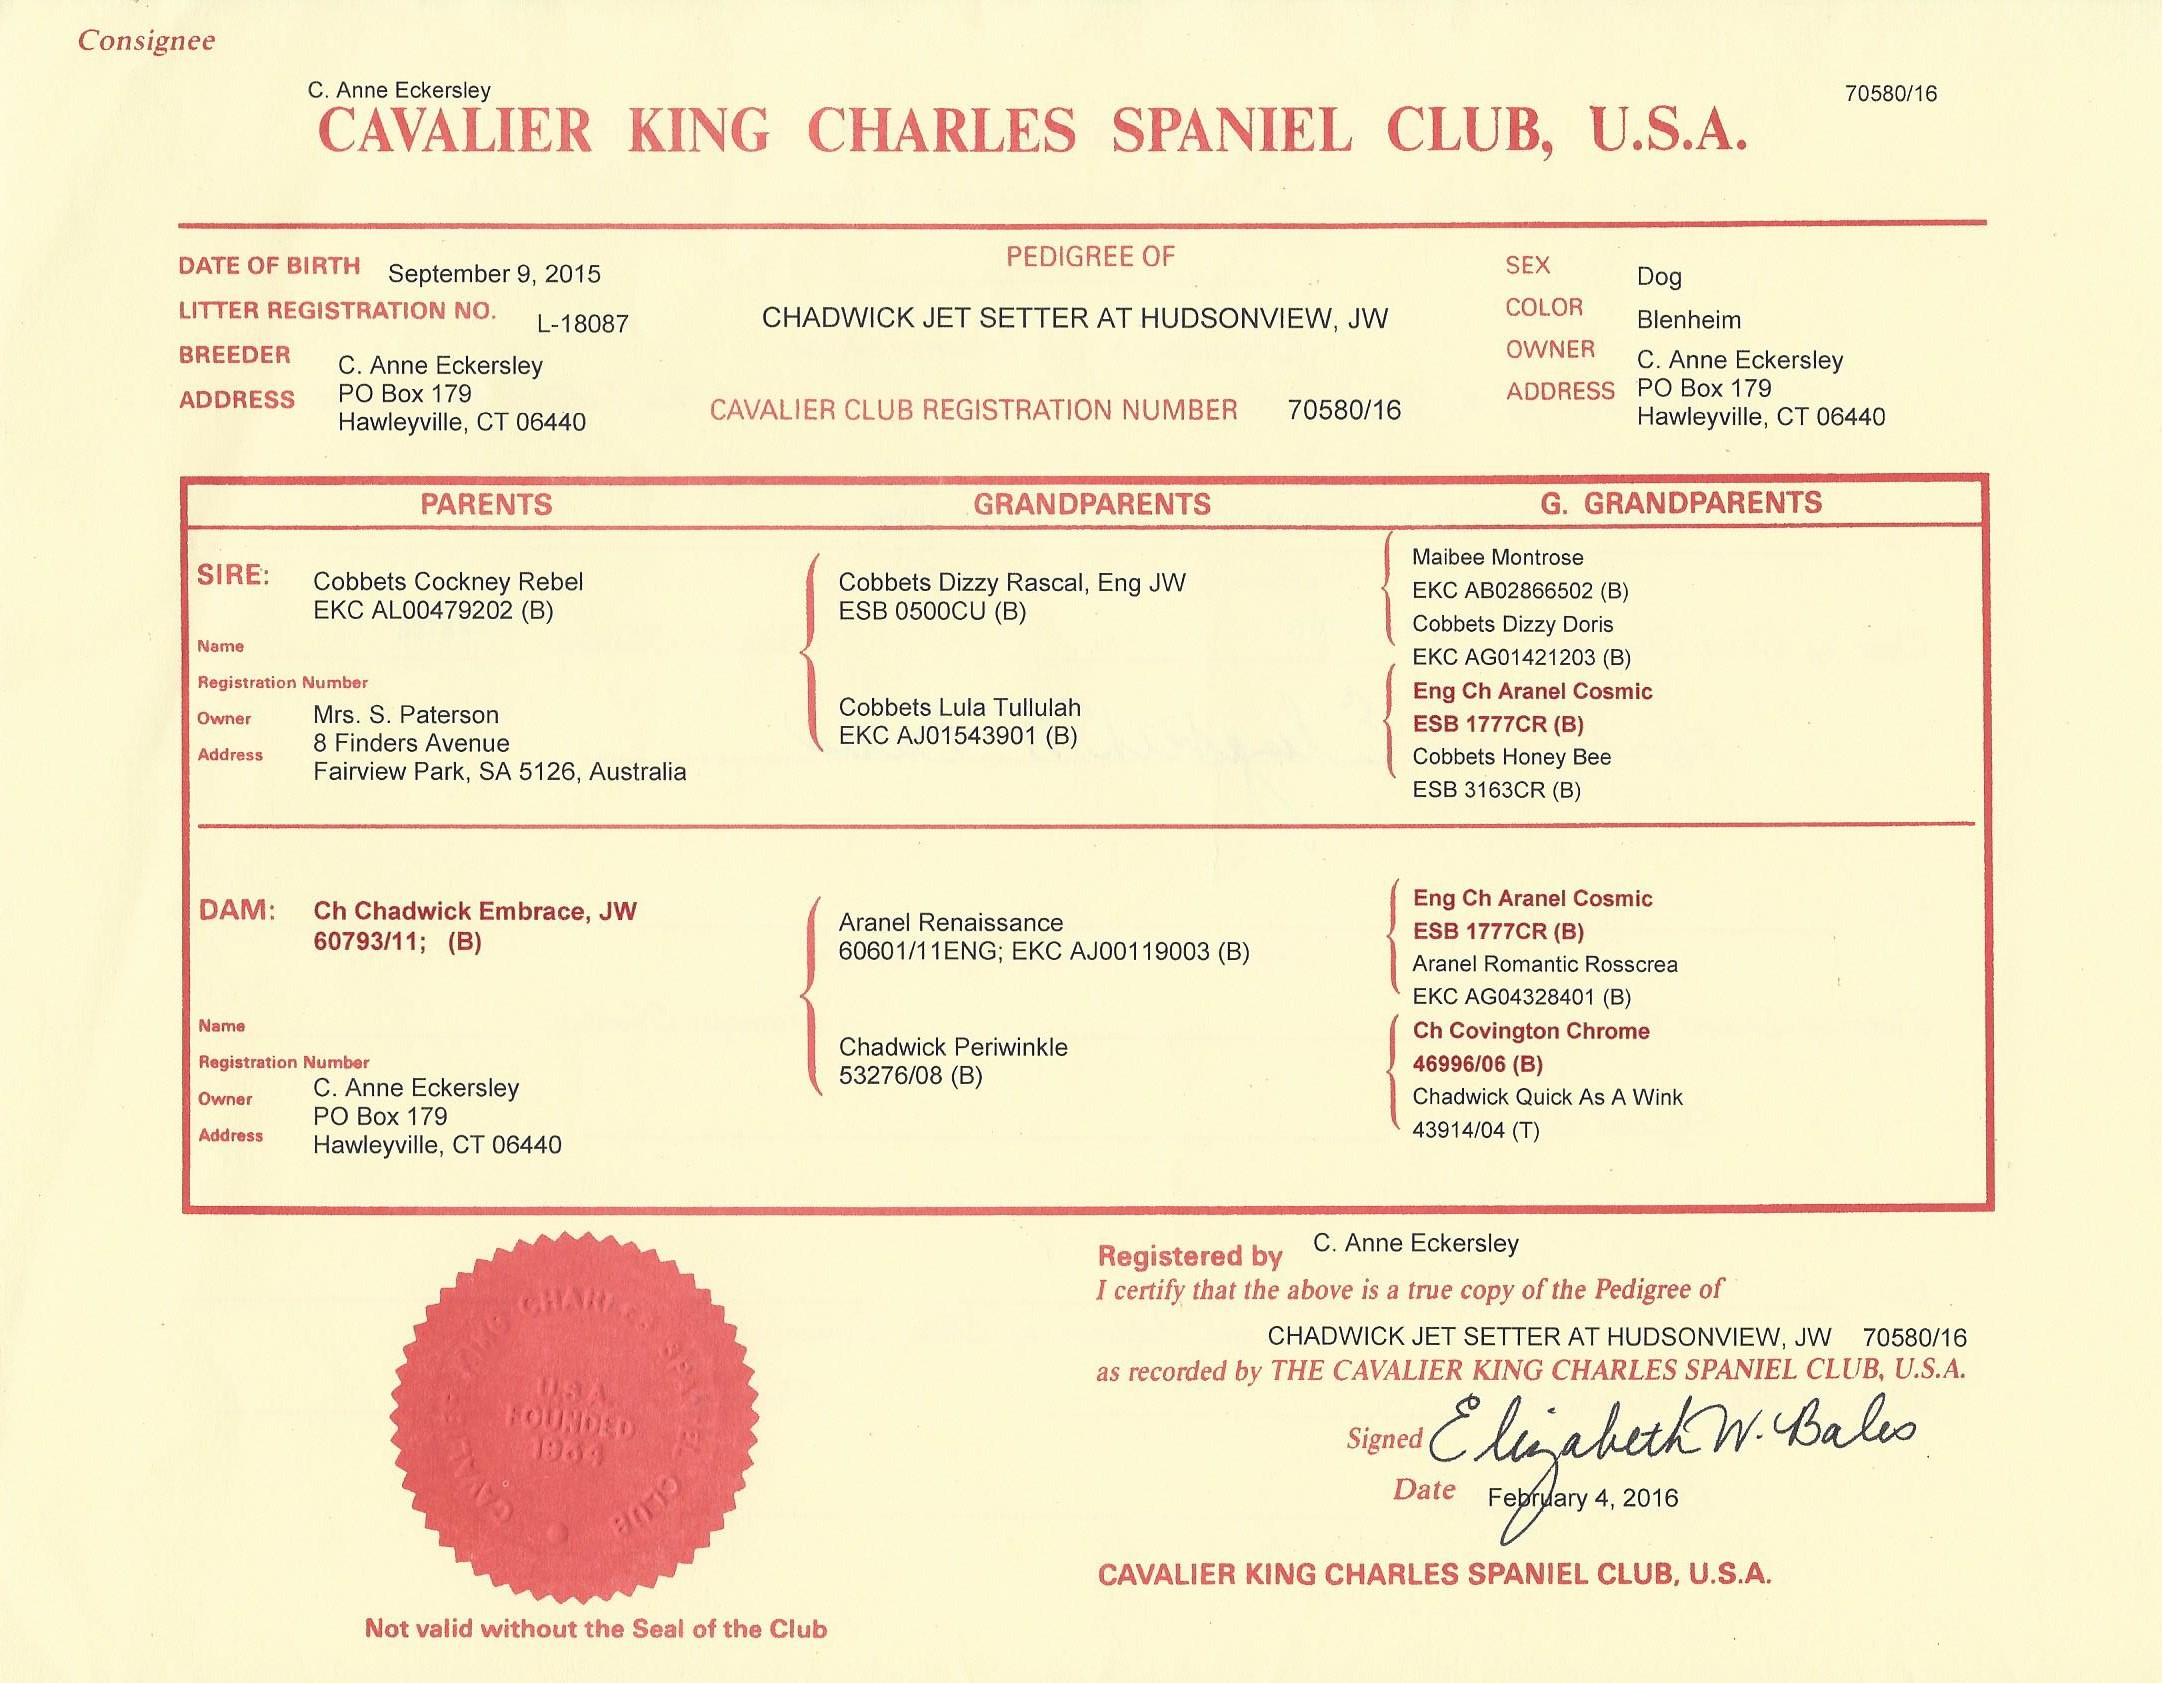 Consignee
C. Anne Eckersley
70580/16
CAVALIER KING CHARLES SPANIEL CLUB, U.S.A.
DATE OF BIRTH September 9, 2015
LITTER REGISTRATION NO. L-18087
BREEDER C. Anne Eckersley
ADDRESS PO Box 179
Hawleyville, CT 06440
PEDIGREE OF
CHADWICK JET SETTER AT HUDSONVIEW, JW
CAVALIER CLUB REGISTRATION NUMBER 70580/16
SEX Dog
COLOR Blenheim
OWNER C. Anne Eckersley
ADDRESS PO Box 179
Hawleyville, CT 06440
PARENTS GRANDPARENTS G. GRANDPARENTS
SIRE: Cobbets Cockney Rebel
EKC AL00479202 (B)
Name
Registration Number
Owner Mrs. S. Paterson
8 Finders Avenue
Address
Fairview Park, SA 5126, Australia
Cobbets Dizzy Rascal, Eng JW
ESB 0500CU (B)
Cobbets Lula Tullulah
EKC AJ01543901 (B)
Maibee Montrose
EKC AB02866502 (B)
Cobbets Dizzy Doris
EKC AG01421203 (B)
Eng Ch Aranel Cosmic
ESB 1777CR (B)
Cobbets Honey Bee
ESB 3163CR (B)
DAM: Ch Chadwick Embrace, JW
60793/11; (B)
Name
Registration Number
C. Anne Eckersley
Owner
PO Box 179
Address
Hawleyville, CT 06440
Aranel Renaissance
60601/11ENG; EKC AJ00119003 (B)
Chadwick Periwinkle
53276/08 (B)
Eng Ch Aranel Cosmic
ESB 1777CR (B)
Aranel Romantic Rosscrea
EKC AG04328401 (B)
Ch Covington Chrome
46996/06 (B)
Chadwick Quick As A Wink
43914/04 (T)
CAVALIER KING CHARLES SPANIEL CLUB
U.S.A.
FOUNDED
1964
Not valid without the Seal of the Club
Registered by C. Anne Eckersley
I certify that the above is a true copy of the Pedigree of
CHADWICK JET SETTER AT HUDSONVIEW, JW 70580/16
as recorded by THE CAVALIER KING CHARLES SPANIEL CLUB, U.S.A.
Signed Elizabeth W. Bales
Date February 4, 2016
CAVALIER KING CHARLES SPANIEL CLUB, U.S.A.